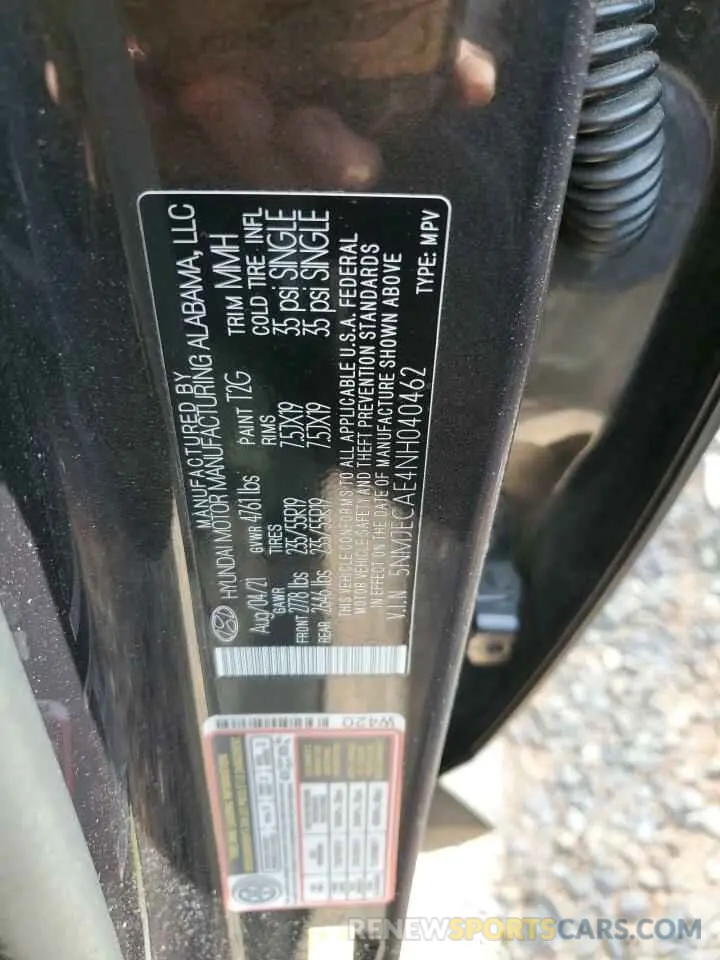 MANUFACTURED BY
HYUNDAI MOTOR MANUFACTURING ALABAMA, LLC
Aug/04/21 GVWR 4761 lbs PAINT T2G TRIM MMH
GAWR TIRES RIMS COLD TIRE INFL
FRONT 2778 lbs 235/55R19 7.5JX19 35 psi SINGLE
REAR 2646 lbs 235/55R19 7.5JX19 35 psi SINGLE
THIS VEHICLE CONFORMS TO ALL APPLICABLE U.S.A. FEDERAL
MOTOR VEHICLE SAFETY AND THEFT PREVENTION STANDARDS
IN EFFECT ON THE DATE OF MANUFACTURE SHOWN ABOVE
V.I.N 5NMJECAE4NH040462 TYPE: MPV
W420
RENEWSPORTSCARS.COM